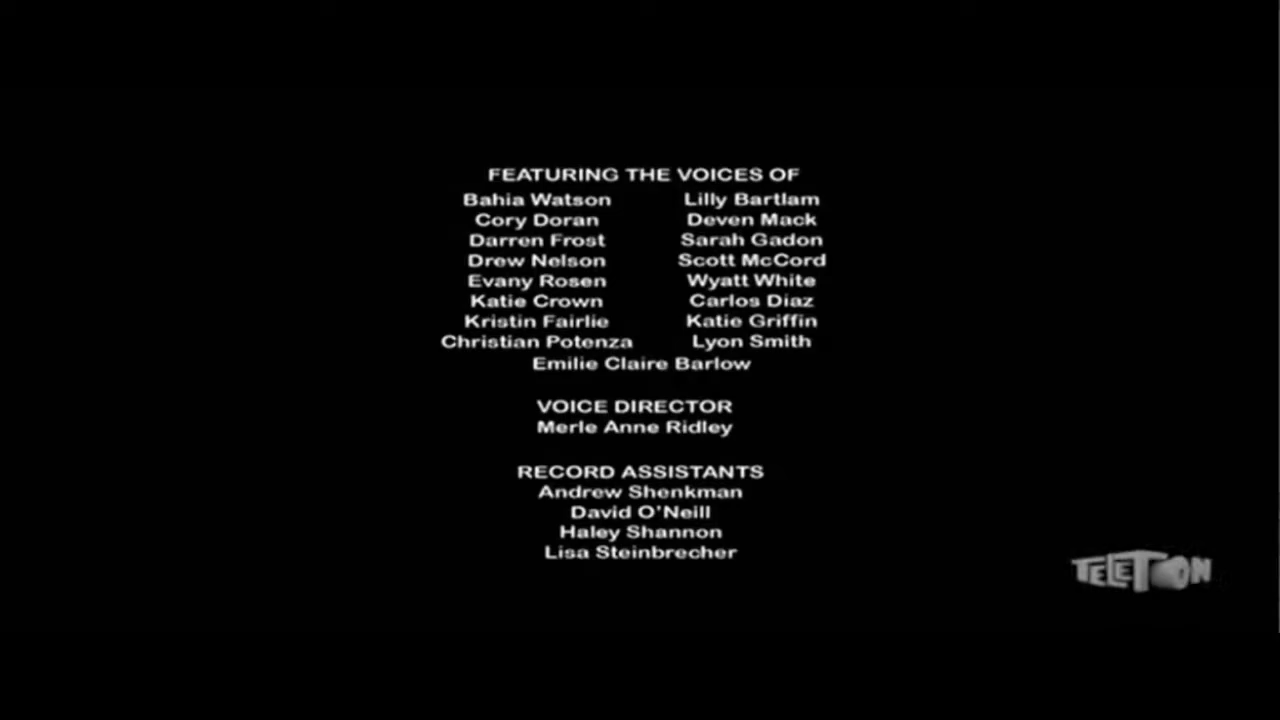 FEATURING THE VOICES OF
Bahia Watson Lilly Bartlam
Cory Doran Deven Mack
Darren Frost Sarah Gadon
Drew Nelson Scott McCord
Evany Rosen Wyatt White
Katie Crown Carlos Diaz
Kristin Fairlie Katie Griffin
Christian Potenza Lyon Smith
Emilie Claire Barlow
VOICE DIRECTOR
Merle Anne Ridley
RECORD ASSISTANTS
Andrew Shenkman
David O'Neill
Haley Shannon
Lisa Steinbrecher
TELETOON